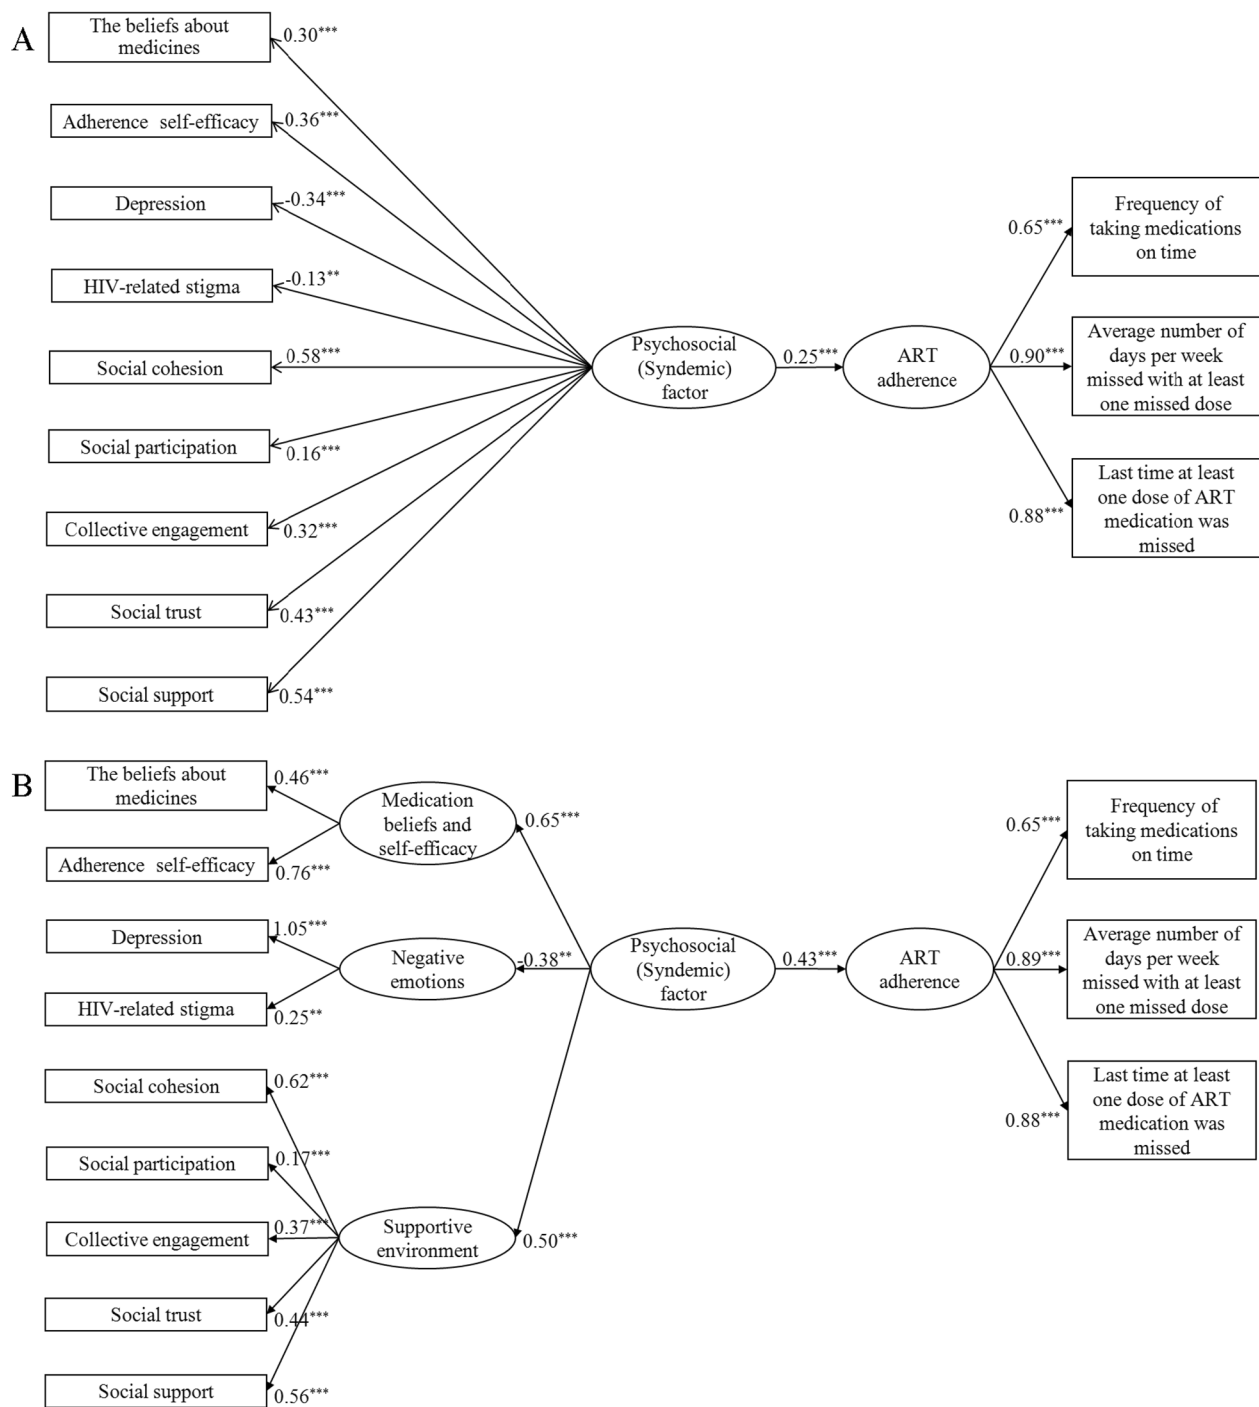 A
The beliefs about
medicines
0.30***
Adherence self-efficacy
0.36***
Depression
-0.34***
HIV-related stigma
-0.13**
Social cohesion
0.58***
Social participation
0.16***
Collective engagement
0.32***
Social trust
0.43***
Social support
0.54***
Psychosocial
(Syndemic)
factor
0.25***
ART
adherence
0.65***
Frequency of
taking medications
on time
0.90***
Average number of
days per week
missed with at least
one missed dose
0.88***
Last time at least
one dose of ART
medication was
missed
B
The beliefs about
medicines
0.46***
Adherence self-efficacy
0.76***
Medication
beliefs and
self-efficacy
0.65***
Depression
1.05***
HIV-related stigma
0.25**
Negative
emotions
-0.38**
Social cohesion
0.62***
Social participation
0.17***
Collective engagement
0.37***
Social trust
0.44***
Social support
0.56***
Supportive
environment
0.50***
Psychosocial
(Syndemic)
factor
0.43***
ART
adherence
0.65***
Frequency of
taking medications
on time
0.89***
Average number of
days per week
missed with at least
one missed dose
0.88***
Last time at least
one dose of ART
medication was
missed